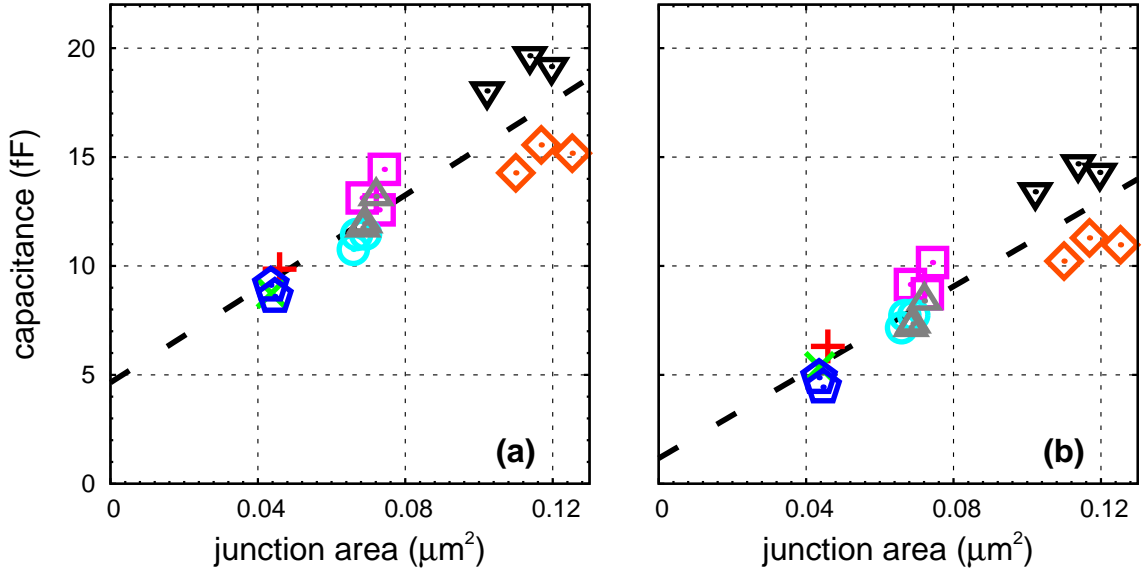 capacitance (fF)
20
15
10
5
0
0 0.04 0.08 0.12
junction area (μm²)
(a)
0 0.04 0.08 0.12
junction area (μm²)
(b)